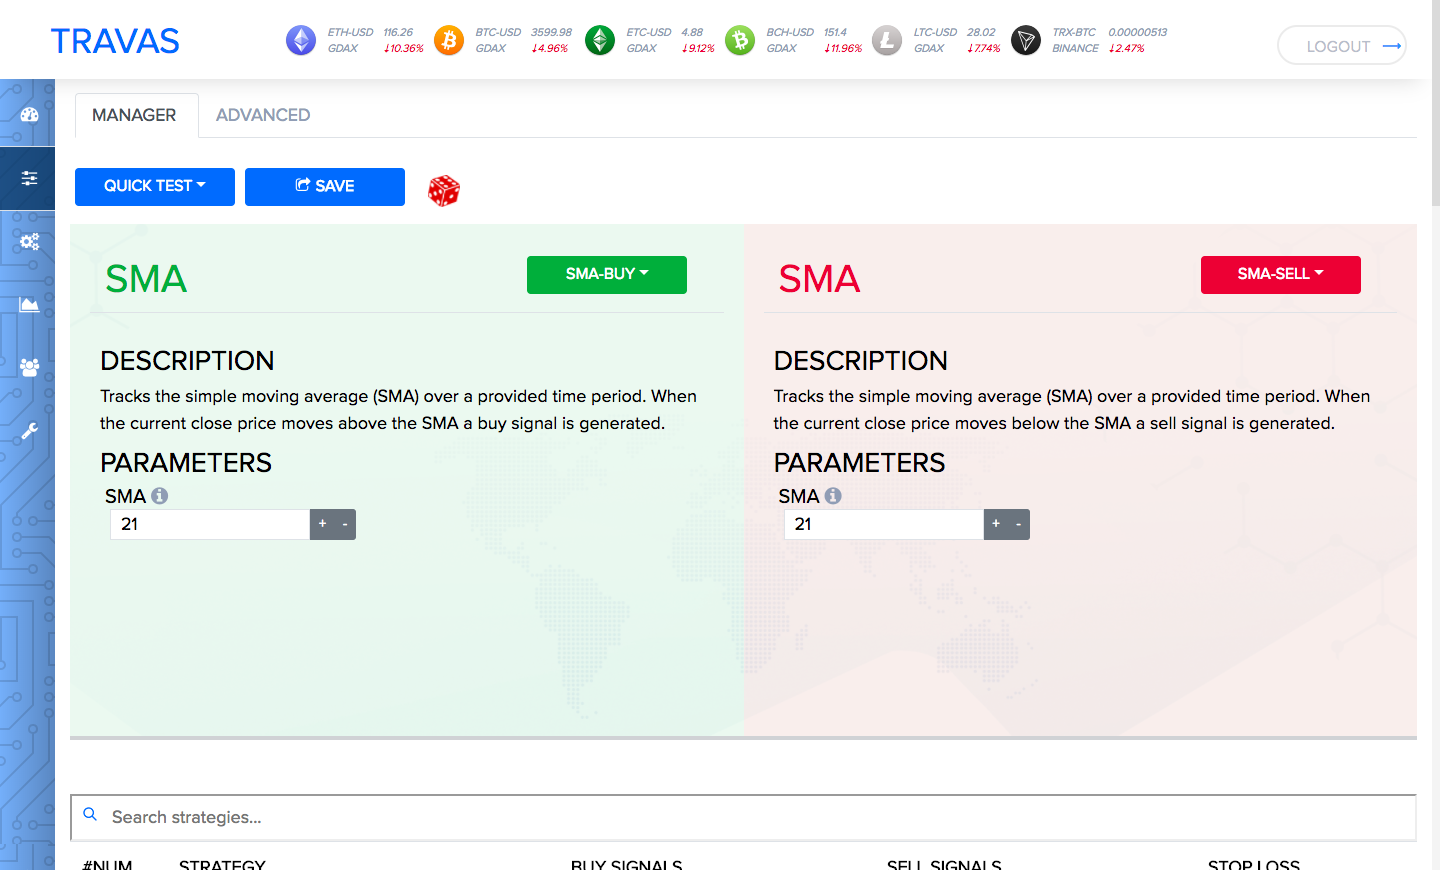 TRAVAS
ETH-USD 116.26
GDAX ↓10.36%
BTC-USD 3599.98
GDAX ↓4.96%
ETC-USD 4.88
GDAX ↓9.12%
BCH-USD 151.4
GDAX ↓11.96%
LTC-USD 28.02
GDAX ↓7.74%
TRX-BTC 0.00000513
BINANCE ↓2.47%
LOGOUT →
MANAGER ADVANCED
QUICK TEST SAVE
SMA SMA-BUY
DESCRIPTION
Tracks the simple moving average (SMA) over a provided time period. When
the current close price moves above the SMA a buy signal is generated.
PARAMETERS
SMA
21 + -
SMA SMA-SELL
DESCRIPTION
Tracks the simple moving average (SMA) over a provided time period. When
the current close price moves below the SMA a sell signal is generated.
PARAMETERS
SMA
21 + -
Search strategies...
#NUM STRATEGY BUY SIGNALS SELL SIGNALS STOP LOSS